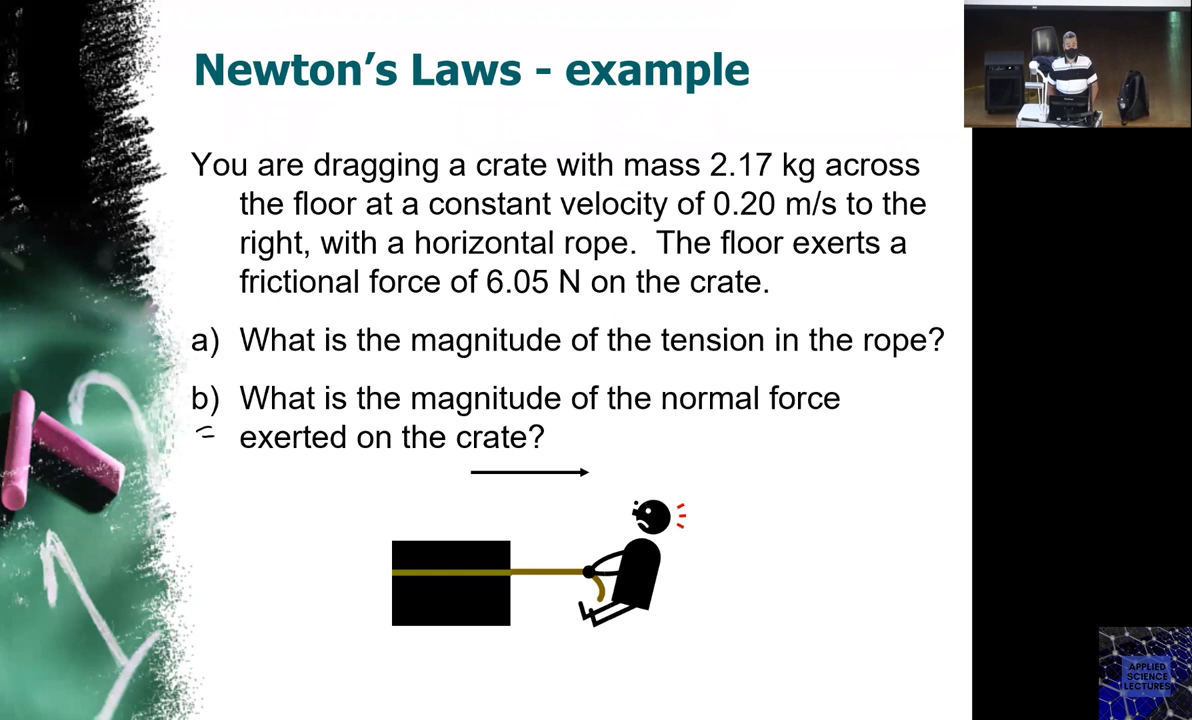 Newton’s Laws - example
You are dragging a crate with mass 2.17 kg across
the floor at a constant velocity of 0.20 m/s to the
right, with a horizontal rope.  The floor exerts a
frictional force of 6.05 N on the crate.
a) What is the magnitude of the tension in the rope?
b) What is the magnitude of the normal force
exerted on the crate?
APPLIED
SCIENCE
LECTURES